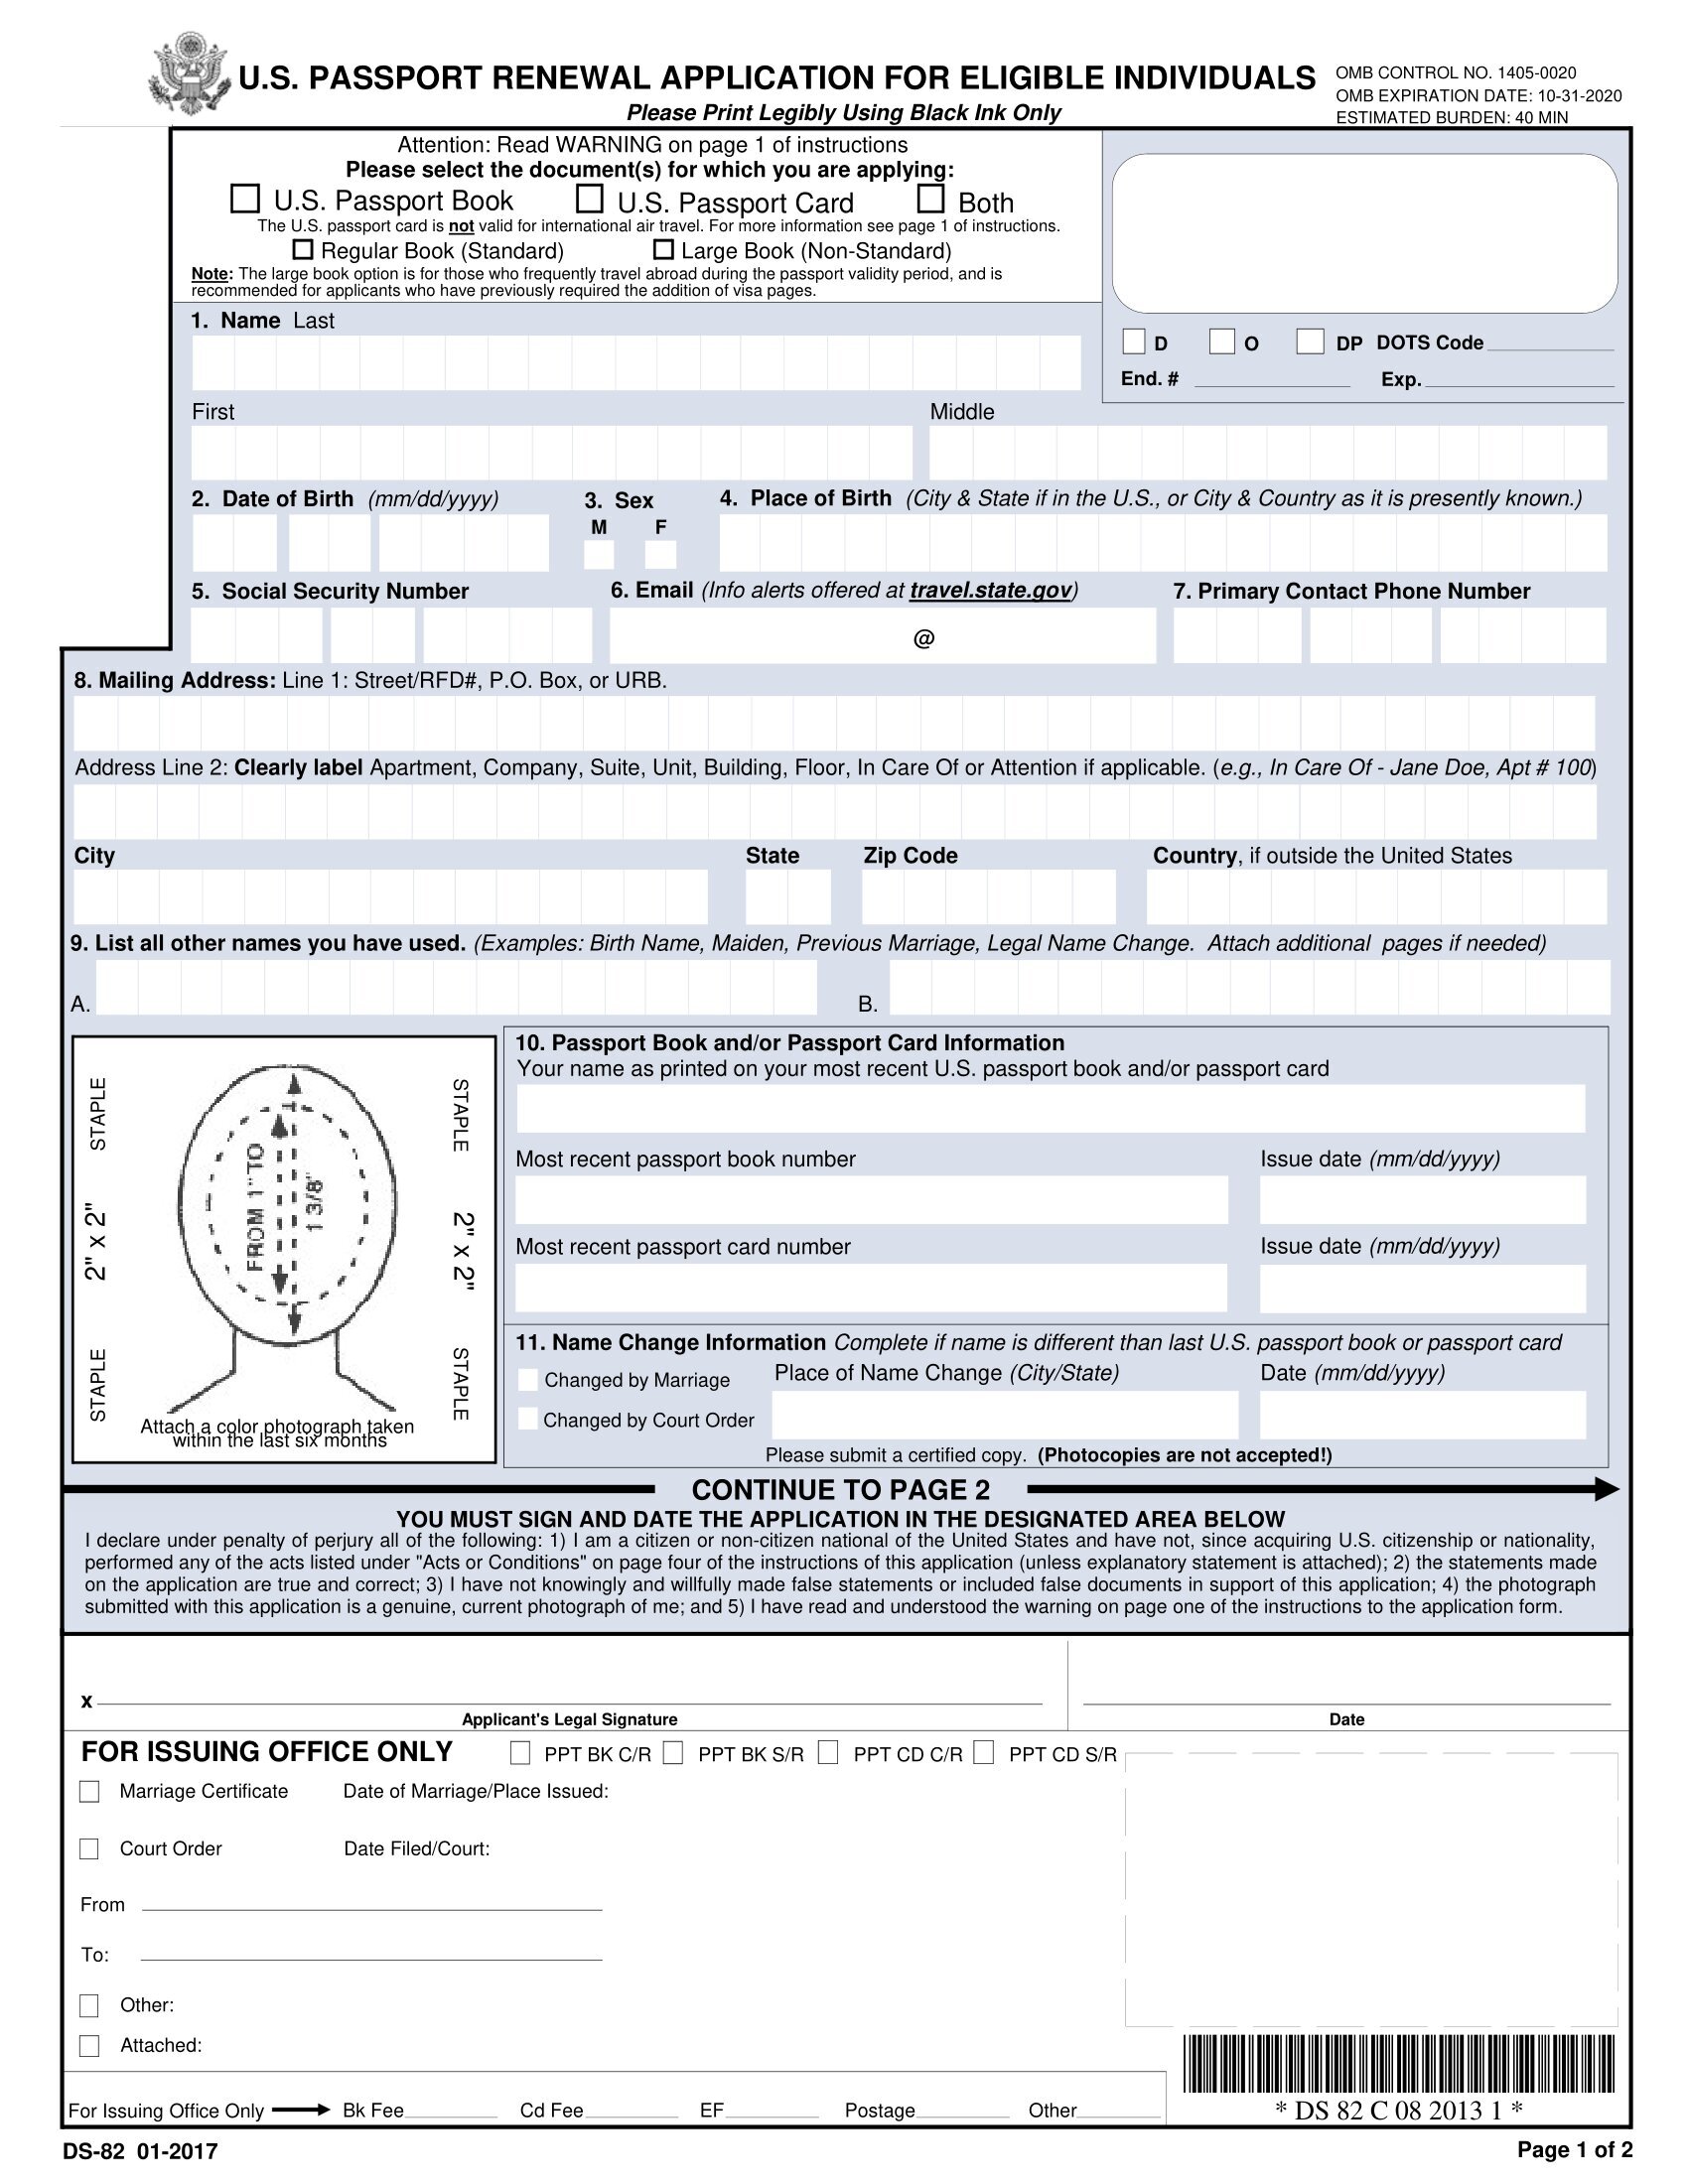 U.S. PASSPORT RENEWAL APPLICATION FOR ELIGIBLE INDIVIDUALS
Please Print Legibly Using Black Ink Only
OMB CONTROL NO. 1405-0020
OMB EXPIRATION DATE: 10-31-2020
ESTIMATED BURDEN: 40 MIN
Attention: Read WARNING on page 1 of instructions
Please select the document(s) for which you are applying:
U.S. Passport Book U.S. Passport Card Both
The U.S. passport card is not valid for international air travel. For more information see page 1 of instructions.
Regular Book (Standard) Large Book (Non-Standard)
Note: The large book option is for those who frequently travel abroad during the passport validity period, and is
recommended for applicants who have previously required the addition of visa pages.
D O DP DOTS Code
End. # Exp.
1. Name Last
First Middle
2. Date of Birth (mm/dd/yyyy) 3. Sex 4. Place of Birth (City & State if in the U.S., or City & Country as it is presently known.)
M F
5. Social Security Number 6. Email (Info alerts offered at travel.state.gov) 7. Primary Contact Phone Number
@
8. Mailing Address: Line 1: Street/RFD#, P.O. Box, or URB.
Address Line 2: Clearly label Apartment, Company, Suite, Unit, Building, Floor, In Care Of or Attention if applicable. (e.g., In Care Of - Jane Doe, Apt # 100)
City State Zip Code Country, if outside the United States
9. List all other names you have used. (Examples: Birth Name, Maiden, Previous Marriage, Legal Name Change. Attach additional pages if needed)
A. B.
STAPLE STAPLE
2" x 2" 2" x 2"
STAPLE STAPLE
FROM 1" TO
1 3/8"
Attach a color photograph taken
within the last six months
10. Passport Book and/or Passport Card Information
Your name as printed on your most recent U.S. passport book and/or passport card
Most recent passport book number Issue date (mm/dd/yyyy)
Most recent passport card number Issue date (mm/dd/yyyy)
11. Name Change Information Complete if name is different than last U.S. passport book or passport card
Changed by Marriage Place of Name Change (City/State) Date (mm/dd/yyyy)
Changed by Court Order
Please submit a certified copy. (Photocopies are not accepted!)
CONTINUE TO PAGE 2
YOU MUST SIGN AND DATE THE APPLICATION IN THE DESIGNATED AREA BELOW
I declare under penalty of perjury all of the following: 1) I am a citizen or non-citizen national of the United States and have not, since acquiring U.S. citizenship or nationality,
performed any of the acts listed under "Acts or Conditions" on page four of the instructions of this application (unless explanatory statement is attached); 2) the statements made
on the application are true and correct; 3) I have not knowingly and willfully made false statements or included false documents in support of this application; 4) the photograph
submitted with this application is a genuine, current photograph of me; and 5) I have read and understood the warning on page one of the instructions to the application form.
x
Applicant's Legal Signature Date
FOR ISSUING OFFICE ONLY PPT BK C/R PPT BK S/R PPT CD C/R PPT CD S/R
Marriage Certificate Date of Marriage/Place Issued:
Court Order Date Filed/Court:
From
To:
Other:
Attached:
For Issuing Office Only Bk Fee Cd Fee EF Postage Other
* DS 82 C 08 2013 1 *
DS-82 01-2017 Page 1 of 2